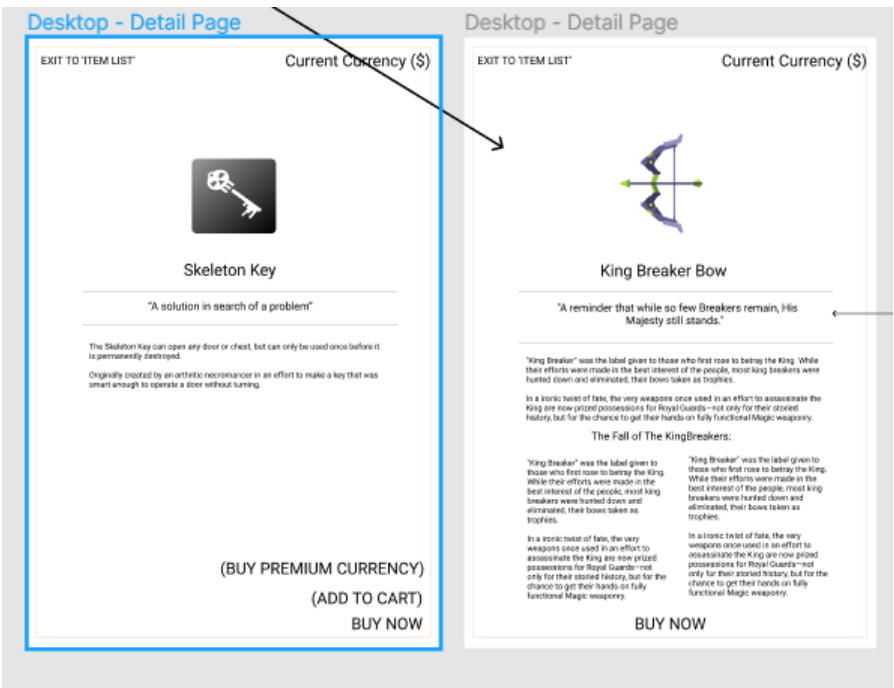 Desktop - Detail Page
EXIT TO 'ITEM LIST'
Current Currency ($)
Skeleton Key
"A solution in search of a problem"
The Skeleton Key can open any door or chest, but can only be used once before it
is permanently destroyed.
Originally created by an arthritic necromancer in an effort to make a key that was
smart enough to operate a door without turning.
(BUY PREMIUM CURRENCY)
(ADD TO CART)
BUY NOW
Desktop - Detail Page
EXIT TO 'ITEM LIST'
Current Currency ($)
King Breaker Bow
"A reminder that while so few Breakers remain, His
Majesty still stands."
"King Breaker" was the label given to those who first rose to betray the King. While
their efforts were made in the best interest of the people, most king breakers were
hunted down and eliminated, their bows taken as trophies.
In a ironic twist of fate, the very weapons once used in an effort to assassinate the
King are now prized possessions for Royal Guards—not only for their storied
history, but for the chance to get their hands on fully functional Magic weaponry.
The Fall of The KingBreakers:
"King Breaker" was the label given to
those who first rose to betray the King.
While their efforts were made in the
best interest of the people, most king
breakers were hunted down and
eliminated, their bows taken as
trophies.
In a ironic twist of fate, the very
weapons once used in an effort to
assassinate the King are now prized
possessions for Royal Guards—not
only for their storied history, but for the
chance to get their hands on fully
functional Magic weaponry.
"King Breaker" was the label given to
those who first rose to betray the King.
While their efforts were made in the
best interest of the people, most king
breakers were hunted down and
eliminated, their bows taken as
trophies.
In a ironic twist of fate, the very
weapons once used in an effort to
assassinate the King are now prized
possessions for Royal Guards—not
only for their storied history, but for the
chance to get their hands on fully
functional Magic weaponry.
BUY NOW